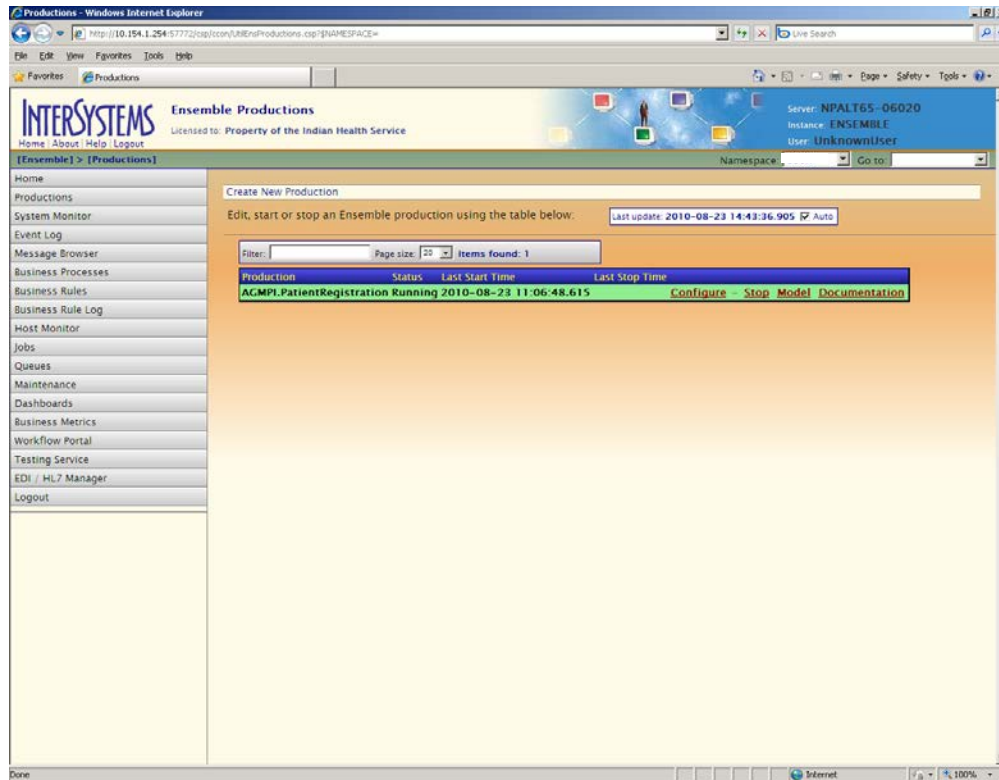 Productions - Windows Internet Explorer
http://10.154.1.254:57772/csp/ccon/UtilEnsProductions.csp?$NAMESPACE=
Live Search
File Edit View Favorites Tools Help
Favorites Productions
Page Safety Tools
INTERSYSTEMS
Home | About | Help | Logout
Ensemble Productions
Licensed to: Property of the Indian Health Service
Server: NPALT65-06020
Instance: ENSEMBLE
User: UnknownUser
[Ensemble] > [Productions]
Namespace:
Go to:
Home
Productions
System Monitor
Event Log
Message Browser
Business Processes
Business Rules
Business Rule Log
Host Monitor
Jobs
Queues
Maintenance
Dashboards
Business Metrics
Workflow Portal
Testing Service
EDI / HL7 Manager
Logout
Create New Production
Edit, start or stop an Ensemble production using the table below:
Last update: 2010-08-23 14:43:36.905 Auto
Filter: Page size: 20 Items found: 1
Production Status Last Start Time Last Stop Time
AGMPI.PatientRegistration Running 2010-08-23 11:06:48.615 Configure - Stop Model Documentation
Done
Internet
100%